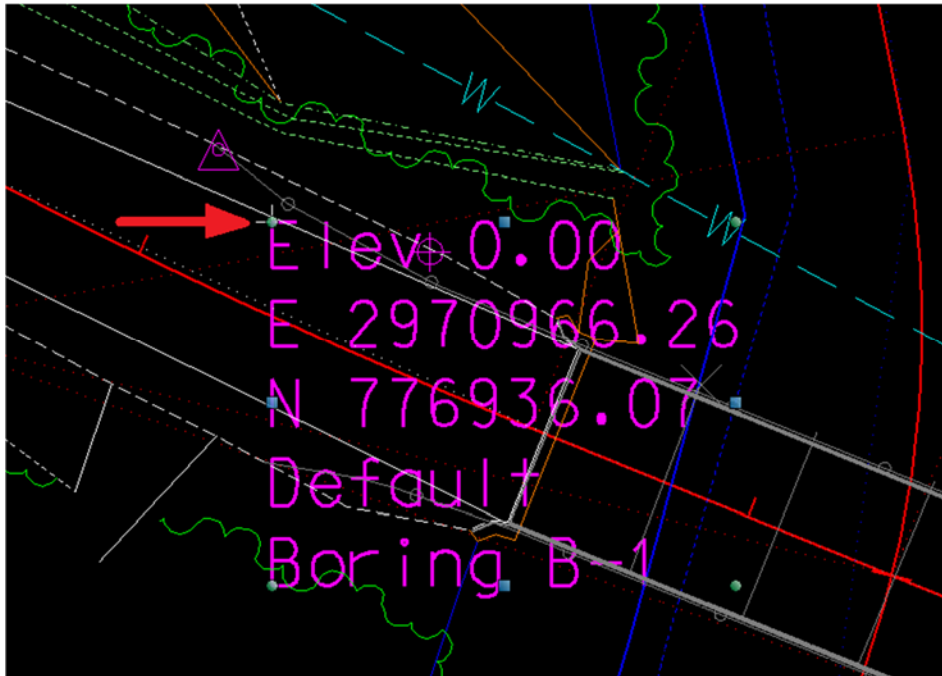 W
W
Elev 0.00
E 2970966.26
N 776936.07
Default
Boring B-1